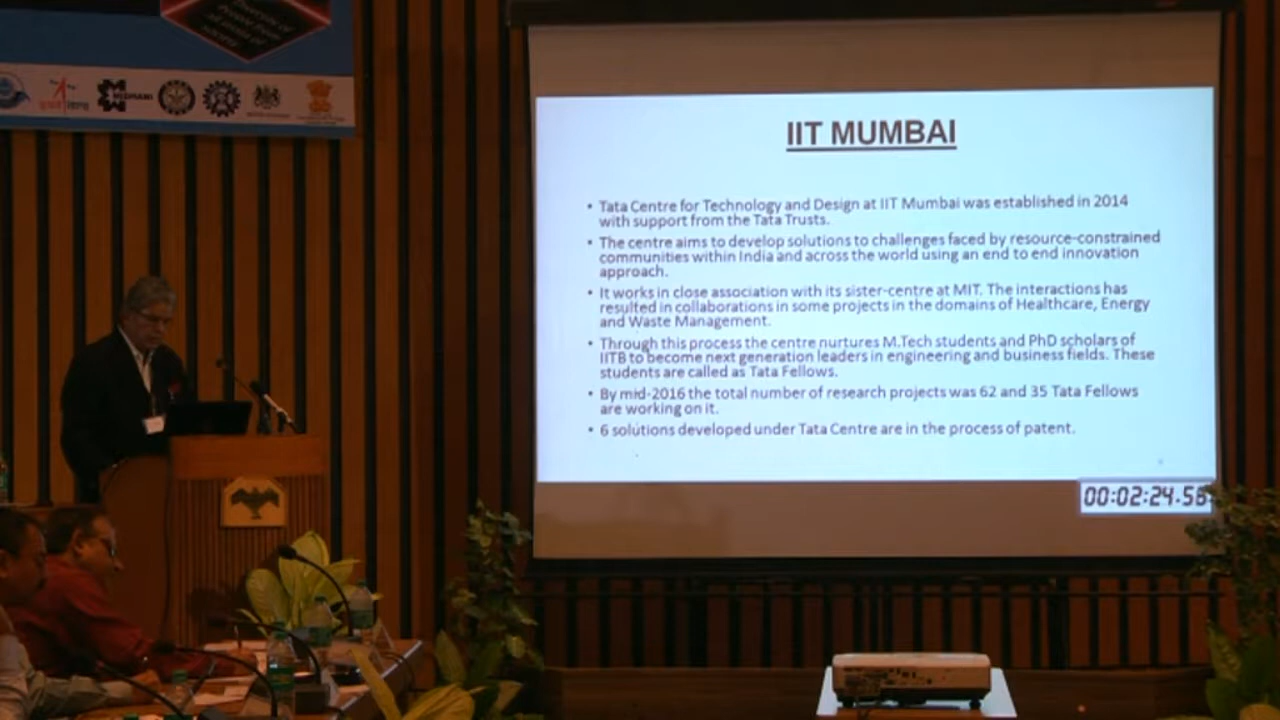 MIDHANI
IIT MUMBAI
• Tata Centre for Technology and Design at IIT Mumbai was established in 2014
with support from the Tata Trusts.
• The centre aims to develop solutions to challenges faced by resource-constrained
communities within India and across the world using an end to end innovation
approach.
• It works in close association with its sister-centre at MIT. The interactions has
resulted in collaborations in some projects in the domains of Healthcare, Energy
and Waste Management.
• Through this process the centre nurtures M.Tech students and PhD scholars of
IITB to become next generation leaders in engineering and business fields. These
students are called as Tata Fellows.
• By mid-2016 the total number of research projects was 62 and 35 Tata Fellows
are working on it.
• 6 solutions developed under Tata Centre are in the process of patent.
00:02:24.58